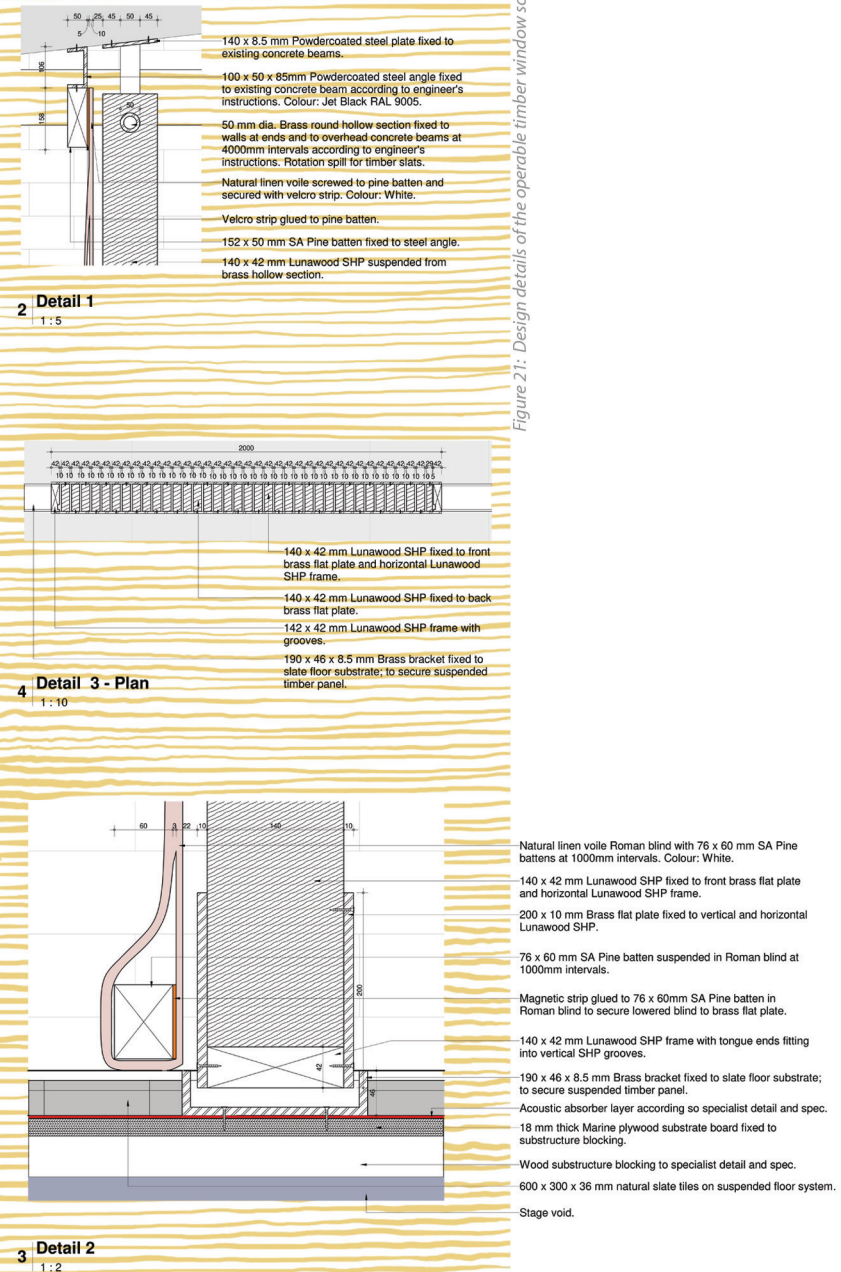 50 25 45 50 45
5 10
106
158
50
140 x 8.5 mm Powdercoated steel plate fixed to
existing concrete beams.
100 x 50 x 85mm Powdercoated steel angle fixed
to existing concrete beam according to engineer's
instructions. Colour: Jet Black RAL 9005.
50 mm dia. Brass round hollow section fixed to
walls at ends and to overhead concrete beams at
4000mm intervals according to engineer's
instructions. Rotation spill for timber slats.
Natural linen voile screwed to pine batten and
secured with velcro strip. Colour: White.
Velcro strip glued to pine batten.
152 x 50 mm SA Pine batten fixed to steel angle.
140 x 42 mm Lunawood SHP suspended from
brass hollow section.
2 Detail 1
1 : 5
Figure 21: Design details of the operable timber window
2000
140 x 42 mm Lunawood SHP fixed to front
brass flat plate and horizontal Lunawood
SHP frame.
140 x 42 mm Lunawood SHP fixed to back
brass flat plate.
142 x 42 mm Lunawood SHP frame with
grooves.
190 x 46 x 8.5 mm Brass bracket fixed to
slate floor substrate; to secure suspended
timber panel.
4 Detail 3 - Plan
1 : 10
60 3 22 10 140 10
200
42
46
Natural linen voile Roman blind with 76 x 60 mm SA Pine
battens at 1000mm intervals. Colour: White.
140 x 42 mm Lunawood SHP fixed to front brass flat plate
and horizontal Lunawood SHP frame.
200 x 10 mm Brass flat plate fixed to vertical and horizontal
Lunawood SHP.
76 x 60 mm SA Pine batten suspended in Roman blind at
1000mm intervals.
Magnetic strip glued to 76 x 60mm SA Pine batten in
Roman blind to secure lowered blind to brass flat plate.
140 x 42 mm Lunawood SHP frame with tongue ends fitting
into vertical SHP grooves.
190 x 46 x 8.5 mm Brass bracket fixed to slate floor substrate;
to secure suspended timber panel.
Acoustic absorber layer according so specialist detail and spec.
18 mm thick Marine plywood substrate board fixed to
substructure blocking.
Wood substructure blocking to specialist detail and spec.
600 x 300 x 36 mm natural slate tiles on suspended floor system.
Stage void.
3 Detail 2
1 : 2